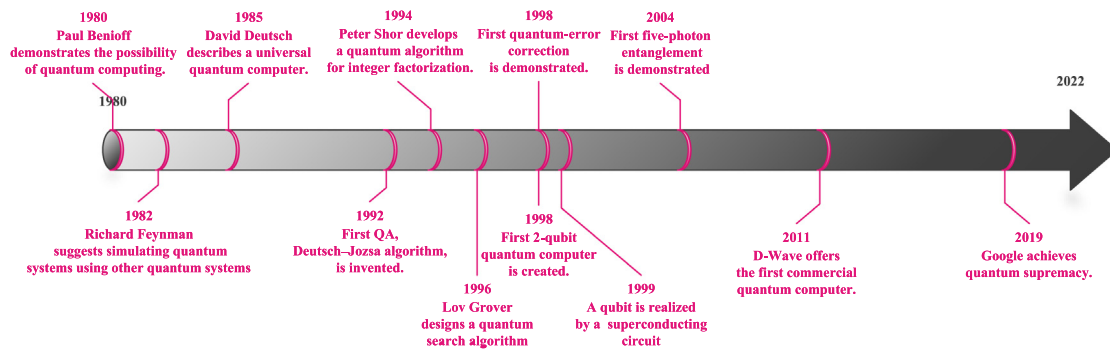 1980
Paul Benioff
demonstrates the possibility
of quantum computing.
1985
David Deutsch
describes a universal
quantum computer.
1994
Peter Shor develops
a quantum algorithm
for integer factorization.
1998
First quantum-error
correction
is demonstrated.
2004
First five-photon
entanglement
is demonstrated
1980
2022
1982
Richard Feynman
suggests simulating quantum
systems using other quantum systems
1992
First QA,
Deutsch–Jozsa algorithm,
is invented.
1996
Lov Grover
designs a quantum
search algorithm
1998
First 2-qubit
quantum computer
is created.
1999
A qubit is realized
by a superconducting
circuit
2011
D-Wave offers
the first commercial
quantum computer.
2019
Google achieves
quantum supremacy.